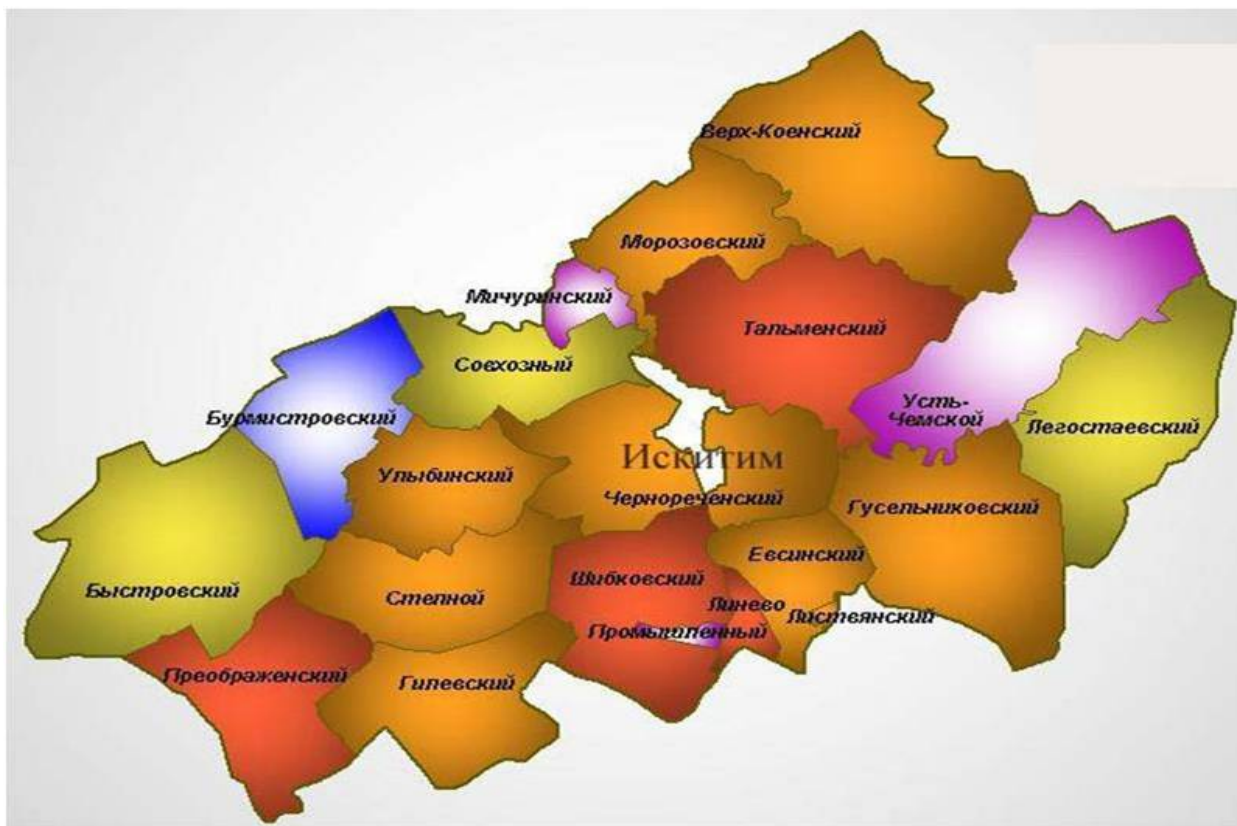 Верх-Коенский
Морозовский
Мичуринский
Тальменский
Совхозный
Усть-
Чемской
Бурмистровский
Легостаевский
Улыбинский
Искитим
Чернореченский
Гусельниковский
Евсинский
Быстровский
Степной
Шибковский
Линево
Листвянский
Промышленный
Преображенский
Гилевский